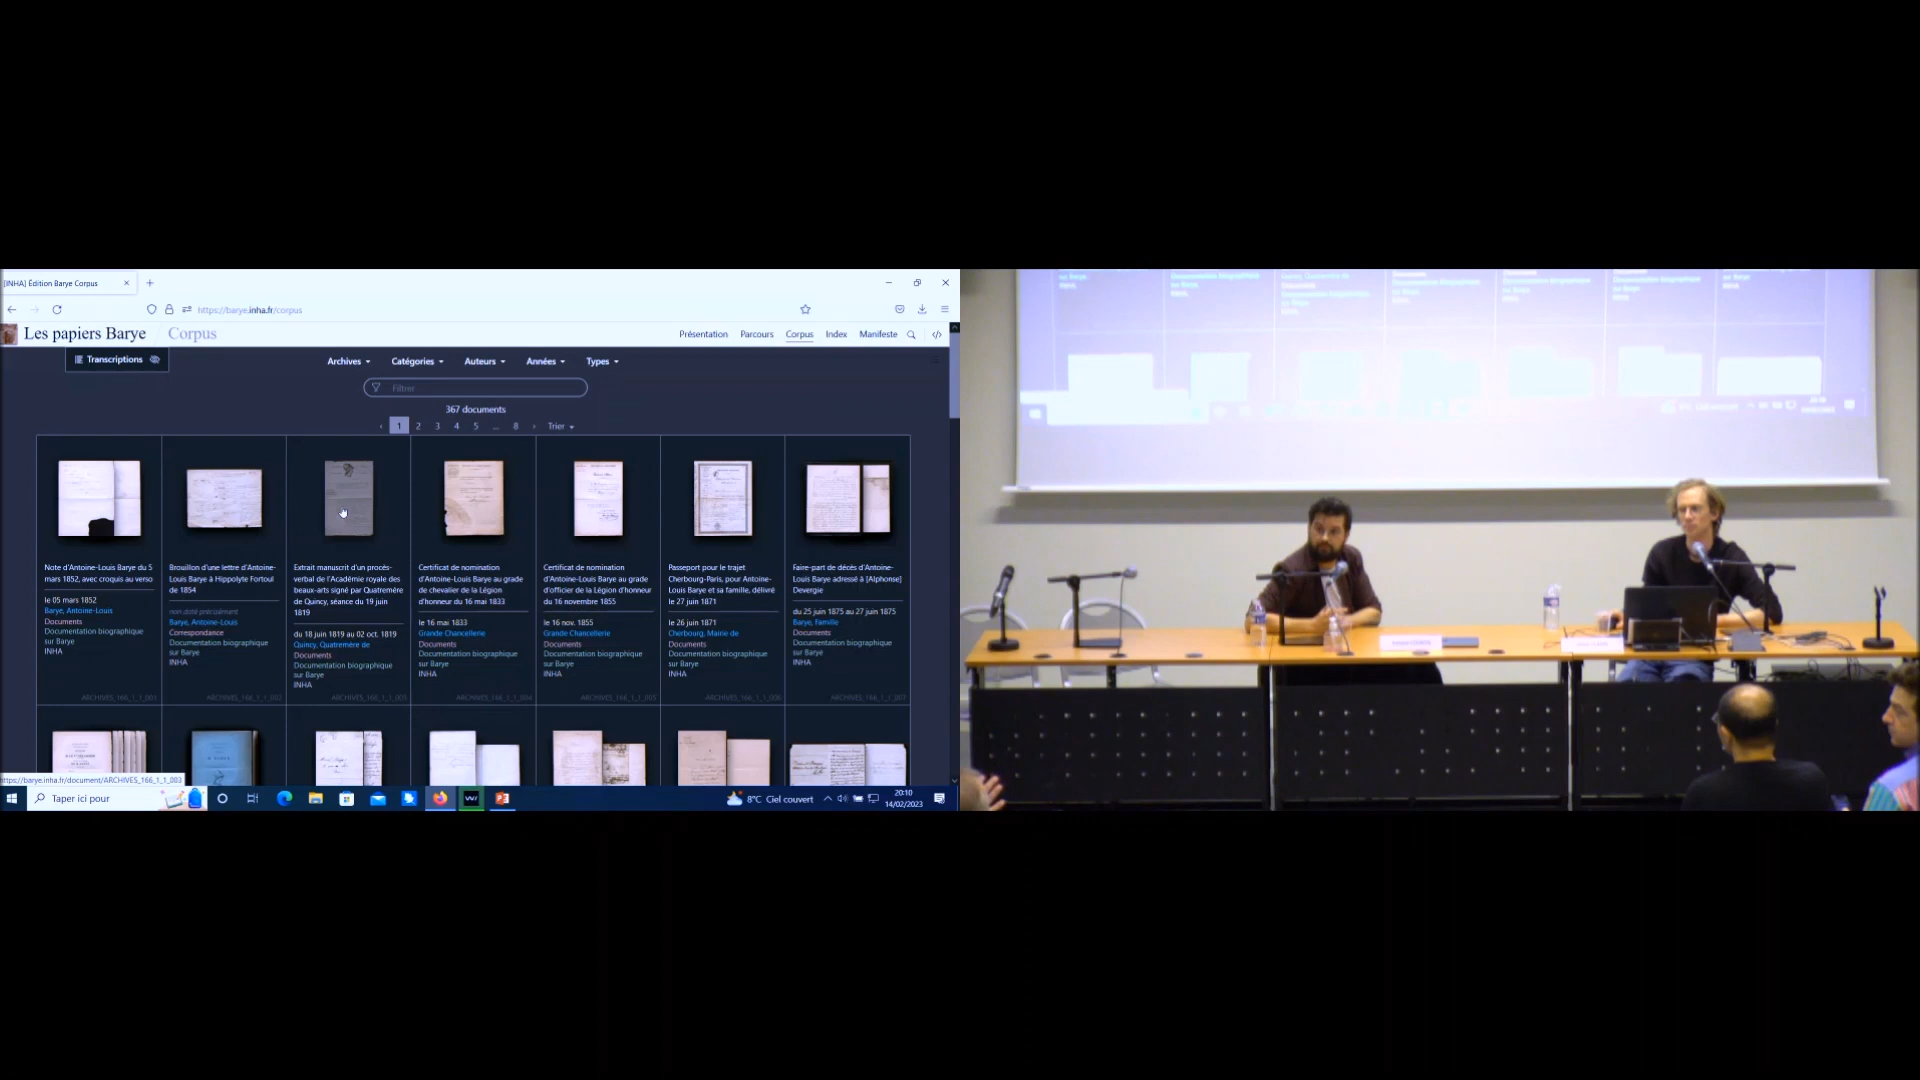 [INHA] Édition Barye Corpus
https://barye.inha.fr/corpus
Les papiers Barye / Corpus
Présentation Parcours Corpus Index Manifeste
Transcriptions
Archives Catégories Auteurs Années Types
Filtrer
367 documents
‹ 1 2 3 4 5 ... 8 › Trier
Note d'Antoine-Louis Barye du 5
mars 1852, avec croquis au verso
le 05 mars 1852
Barye, Antoine-Louis
Documents
Documentation biographique
sur Barye
INHA
ARCHIVES_166_1_1_001
Brouillon d'une lettre d'Antoine-
Louis Barye à Hippolyte Fortoul
de 1854
non daté précisément
Barye, Antoine-Louis
Correspondance
Documentation biographique
sur Barye
INHA
ARCHIVES_166_1_1_002
Extrait manuscrit d'un procès-
verbal de l'Académie royale des
beaux-arts signé par Quatremère
de Quincy, séance du 19 juin
1819
du 18 juin 1819 au 02 oct. 1819
Quincy, Quatremère de
Documents
Documentation biographique
sur Barye
INHA
ARCHIVES_166_1_1_003
Certificat de nomination
d'Antoine-Louis Barye au grade
de chevalier de la Légion
d'honneur du 16 mai 1833
le 16 mai 1833
Grande Chancellerie
Documents
Documentation biographique
sur Barye
INHA
ARCHIVES_166_1_1_004
Certificat de nomination
d'Antoine-Louis Barye au grade
d'officier de la Légion d'honneur
du 16 novembre 1855
le 16 nov. 1855
Grande Chancellerie
Documents
Documentation biographique
sur Barye
INHA
ARCHIVES_166_1_1_005
Passeport pour le trajet
Cherbourg-Paris, pour Antoine-
Louis Barye et sa famille, délivré
le 27 juin 1871
le 26 juin 1871
Cherbourg, Mairie de
Documents
Documentation biographique
sur Barye
INHA
ARCHIVES_166_1_1_006
Faire-part de décès d'Antoine-
Louis Barye adressé à [Alphonse]
Devergie
du 25 juin 1875 au 27 juin 1875
Barye, Famille
Documents
Documentation biographique
sur Barye
INHA
ARCHIVES_166_1_1_007
https://barye.inha.fr/document/ARCHIVES_166_1_1_003
Taper ici pour
8°C Ciel couvert
20:10
14/02/2023